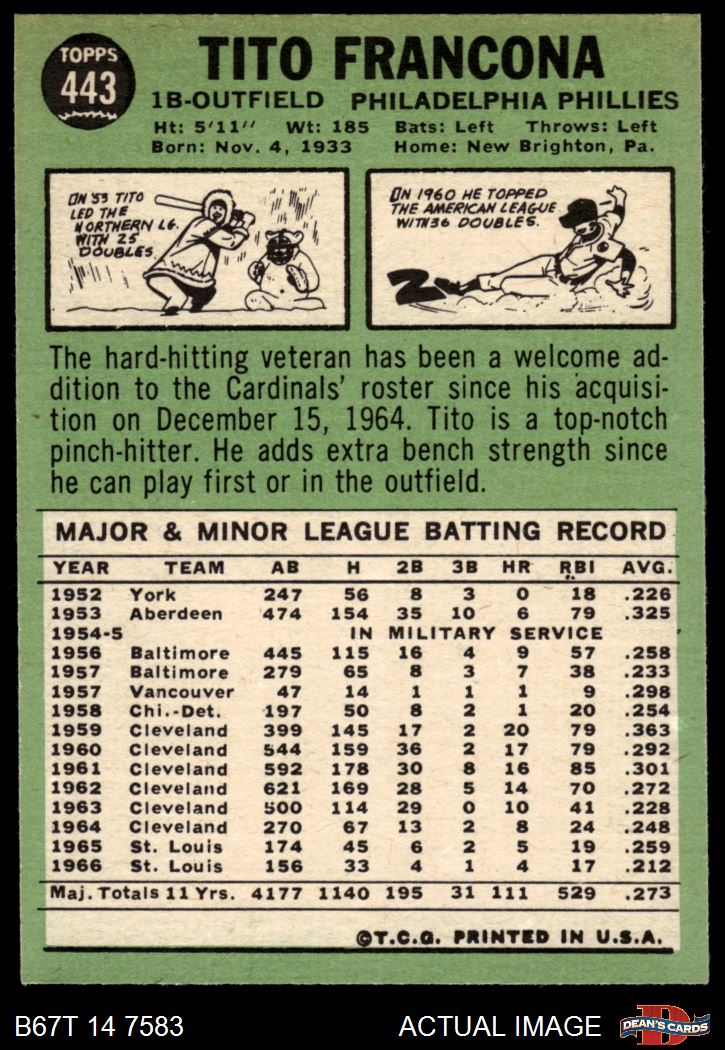 TOPPS
443
TITO FRANCONA
1B-OUTFIELD PHILADELPHIA PHILLIES
Ht: 5'11" Wt: 185 Bats: Left Throws: Left
Born: Nov. 4, 1933 Home: New Brighton, Pa.
IN '53 TITO
LED THE
NORTHERN LG.
WITH 25
DOUBLES.
IN 1960 HE TOPPED
THE AMERICAN LEAGUE
WITH 36 DOUBLES.
2
The hard-hitting veteran has been a welcome ad-
dition to the Cardinals' roster since his acquisi-
tion on December 15, 1964. Tito is a top-notch
pinch-hitter. He adds extra bench strength since
he can play first or in the outfield.
MAJOR & MINOR LEAGUE BATTING RECORD
YEAR TEAM AB H 2B 3B HR RBI AVG.
1952 York 247 56 8 3 0 18 .226
1953 Aberdeen 474 154 35 10 6 79 .325
1954-5 IN MILITARY SERVICE
1956 Baltimore 445 115 16 4 9 57 .258
1957 Baltimore 279 65 8 3 7 38 .233
1957 Vancouver 47 14 1 1 1 9 .298
1958 Chi.-Det. 197 50 8 2 1 20 .254
1959 Cleveland 399 145 17 2 20 79 .363
1960 Cleveland 544 159 36 2 17 79 .292
1961 Cleveland 592 178 30 8 16 85 .301
1962 Cleveland 621 169 28 5 14 70 .272
1963 Cleveland 500 114 29 0 10 41 .228
1964 Cleveland 270 67 13 2 8 24 .248
1965 St. Louis 174 45 6 2 5 19 .259
1966 St. Louis 156 33 4 1 4 17 .212
Maj. Totals 11 Yrs. 4177 1140 195 31 111 529 .273
©T.C.G. PRINTED IN U.S.A.
B67T 14 7583 ACTUAL IMAGE
D
DEAN'S CARDS